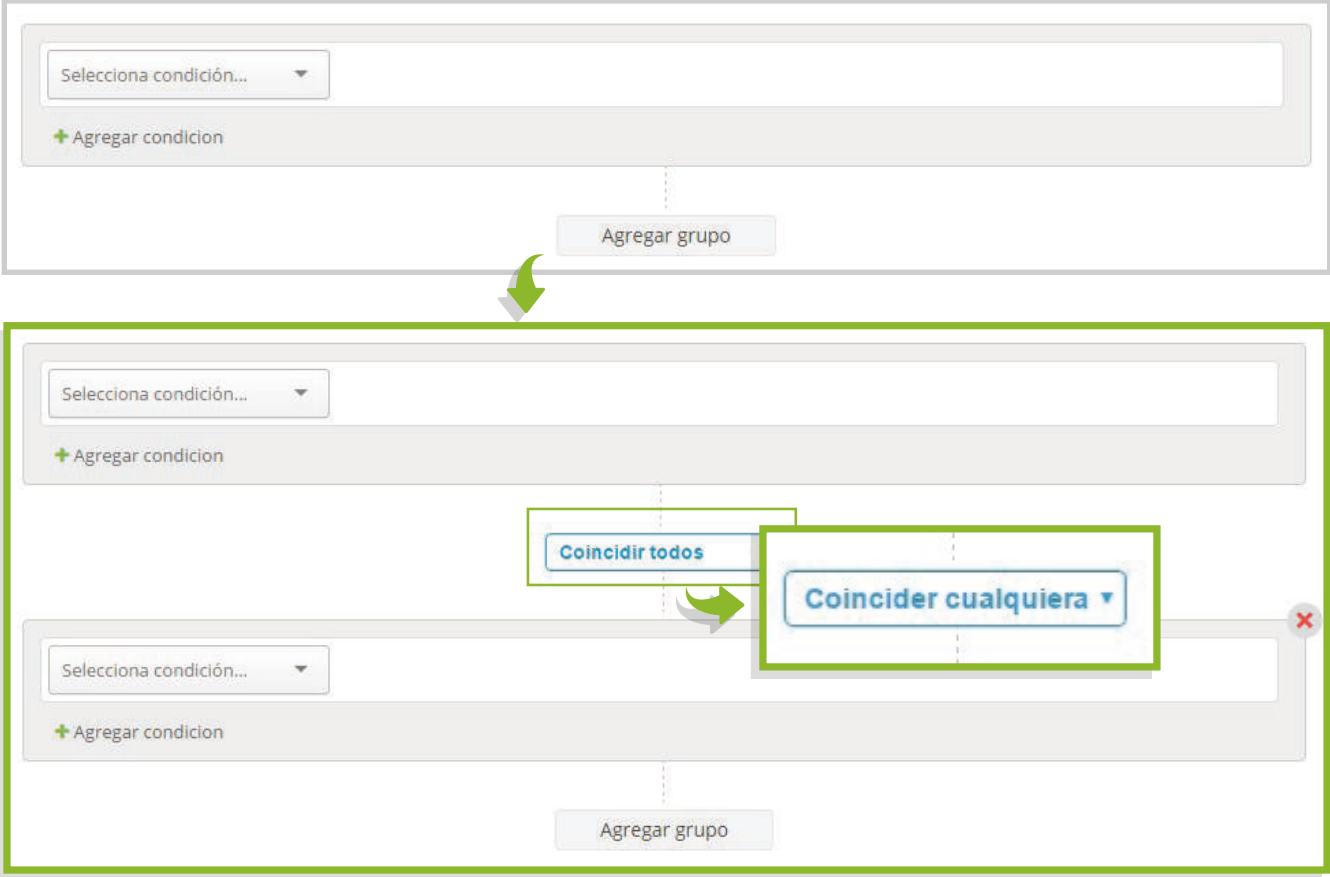 Selecciona condición...
+ Agregar condicion
Agregar grupo
Selecciona condición...
+ Agregar condicion
Coincidir todos
Coincider cualquiera
Selecciona condición...
+ Agregar condicion
Agregar grupo